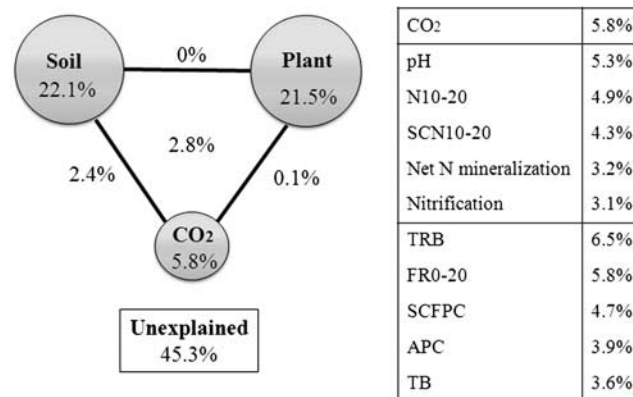 Soil
22.1%
0%
Plant
21.5%
2.8%
2.4%
0.1%
CO₂
5.8%
Unexplained
45.3%
CO₂ 5.8%
pH 5.3%
N10-20 4.9%
SCN10-20 4.3%
Net N mineralization 3.2%
Nitrification 3.1%
TRB 6.5%
FR0-20 5.8%
SCFPC 4.7%
APC 3.9%
TB 3.6%